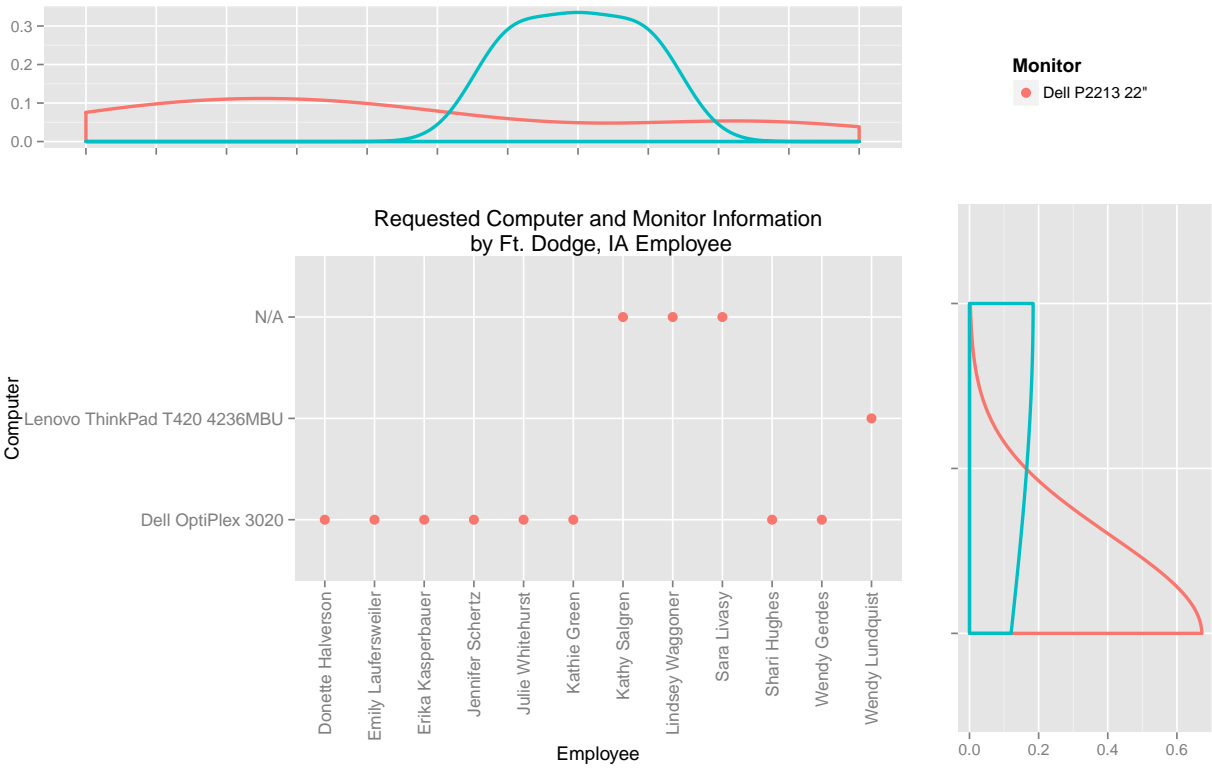 0.3
0.2
0.1
0.0
Monitor
Dell P2213 22"
Requested Computer and Monitor Information
by Ft. Dodge, IA Employee
Computer
N/A
Lenovo ThinkPad T420 4236MBU
Dell OptiPlex 3020
Donette Halverson
Emily Laufersweiler
Erika Kasperbauer
Jennifer Schertz
Julie Whitehurst
Kathie Green
Kathy Salgren
Lindsey Waggoner
Sara Livasy
Shari Hughes
Wendy Gerdes
Wendy Lundquist
Employee
0.0 0.2 0.4 0.6